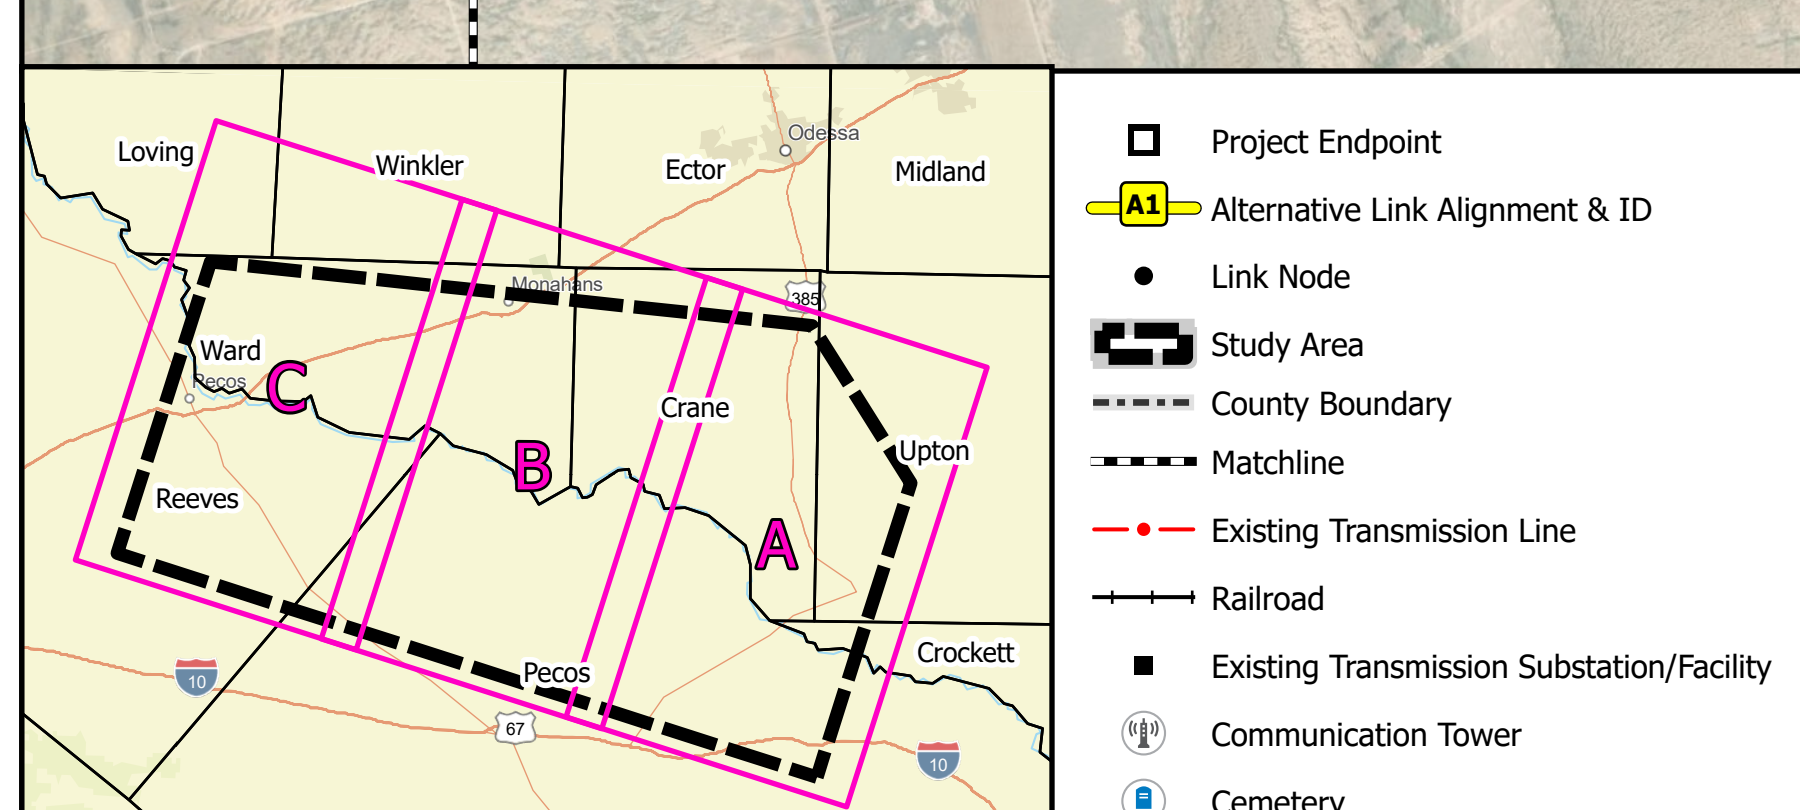 Loving
Winkler
Ector
Odessa
Midland
Monahans
385
Ward
Pecos
C
Crane
B
Upton
Reeves
A
Pecos
Crockett
10
67
10
Project Endpoint
A1 Alternative Link Alignment & ID
Link Node
Study Area
County Boundary
Matchline
Existing Transmission Line
Railroad
Existing Transmission Substation/Facility
Communication Tower
Cemetery